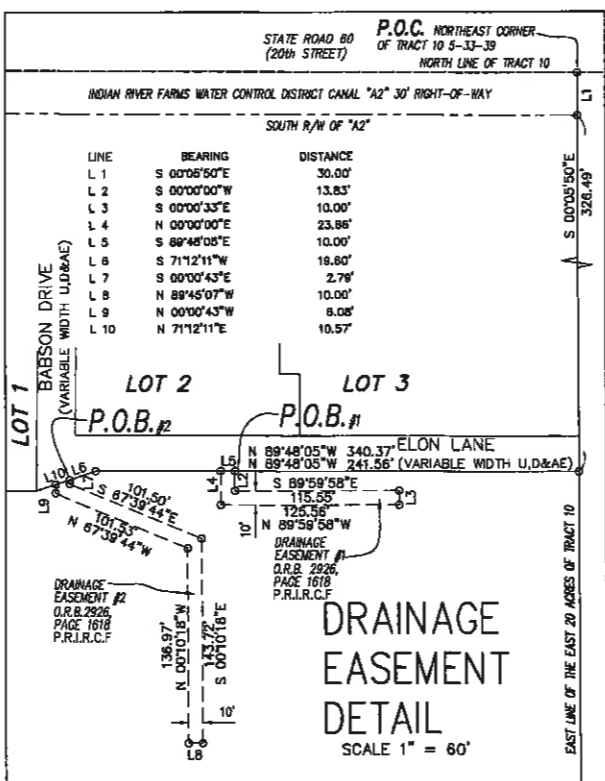 STATE ROAD 60
(20th STREET)
P.O.C. NORTHEAST CORNER
OF TRACT 10 5-33-39
NORTH LINE OF TRACT 10
INDIAN RIVER FARMS WATER CONTROL DISTRICT CANAL "A2" 30' RIGHT-OF-WAY
L1
SOUTH R/W OF "A2"
LINE BEARING DISTANCE
L 1 S 00°05'50"E 30.00'
L 2 S 00°00'00"W 13.83'
L 3 S 00°00'33"E 10.00'
L 4 N 00°00'00"E 23.86'
L 5 S 89°48'05"E 10.00'
L 6 S 71°12'11"W 19.60'
L 7 S 00°00'43"E 2.79'
L 8 N 89°45'07"W 10.00'
L 9 N 00°00'43"W 6.08'
L 10 N 71°12'11"E 10.57'
S 00°05'50"E
326.49'
BABSON DRIVE
(VARIABLE WIDTH U,D&AE)
LOT 1
LOT 2
LOT 3
P.O.B.#2
P.O.B.#1
ELON LANE
N 89°48'05"W 340.37'
N 89°48'05"W 241.56' (VARIABLE WIDTH U,D&AE)
L10
L6
L7
L9
L5
L4
L2
L3
S 89°59'58"E
115.55'
125.56'
N 89°59'58"W
10'
101.50'
S 67°39'44"E
101.53'
N 67°39'44"W
DRAINAGE
EASEMENT #1
O.R.B. 2926,
PAGE 1618
P.R.I.R.C.F
DRAINAGE
EASEMENT #2
O.R.B.2926,
PAGE 1618
P.R.I.R.C.F
136.97'
N 00°10'18"W
143.72'
S 00°10'18"E
10'
L8
DRAINAGE
EASEMENT
DETAIL
SCALE 1" = 60'
EAST LINE OF THE EAST 20 ACRES OF TRACT 10